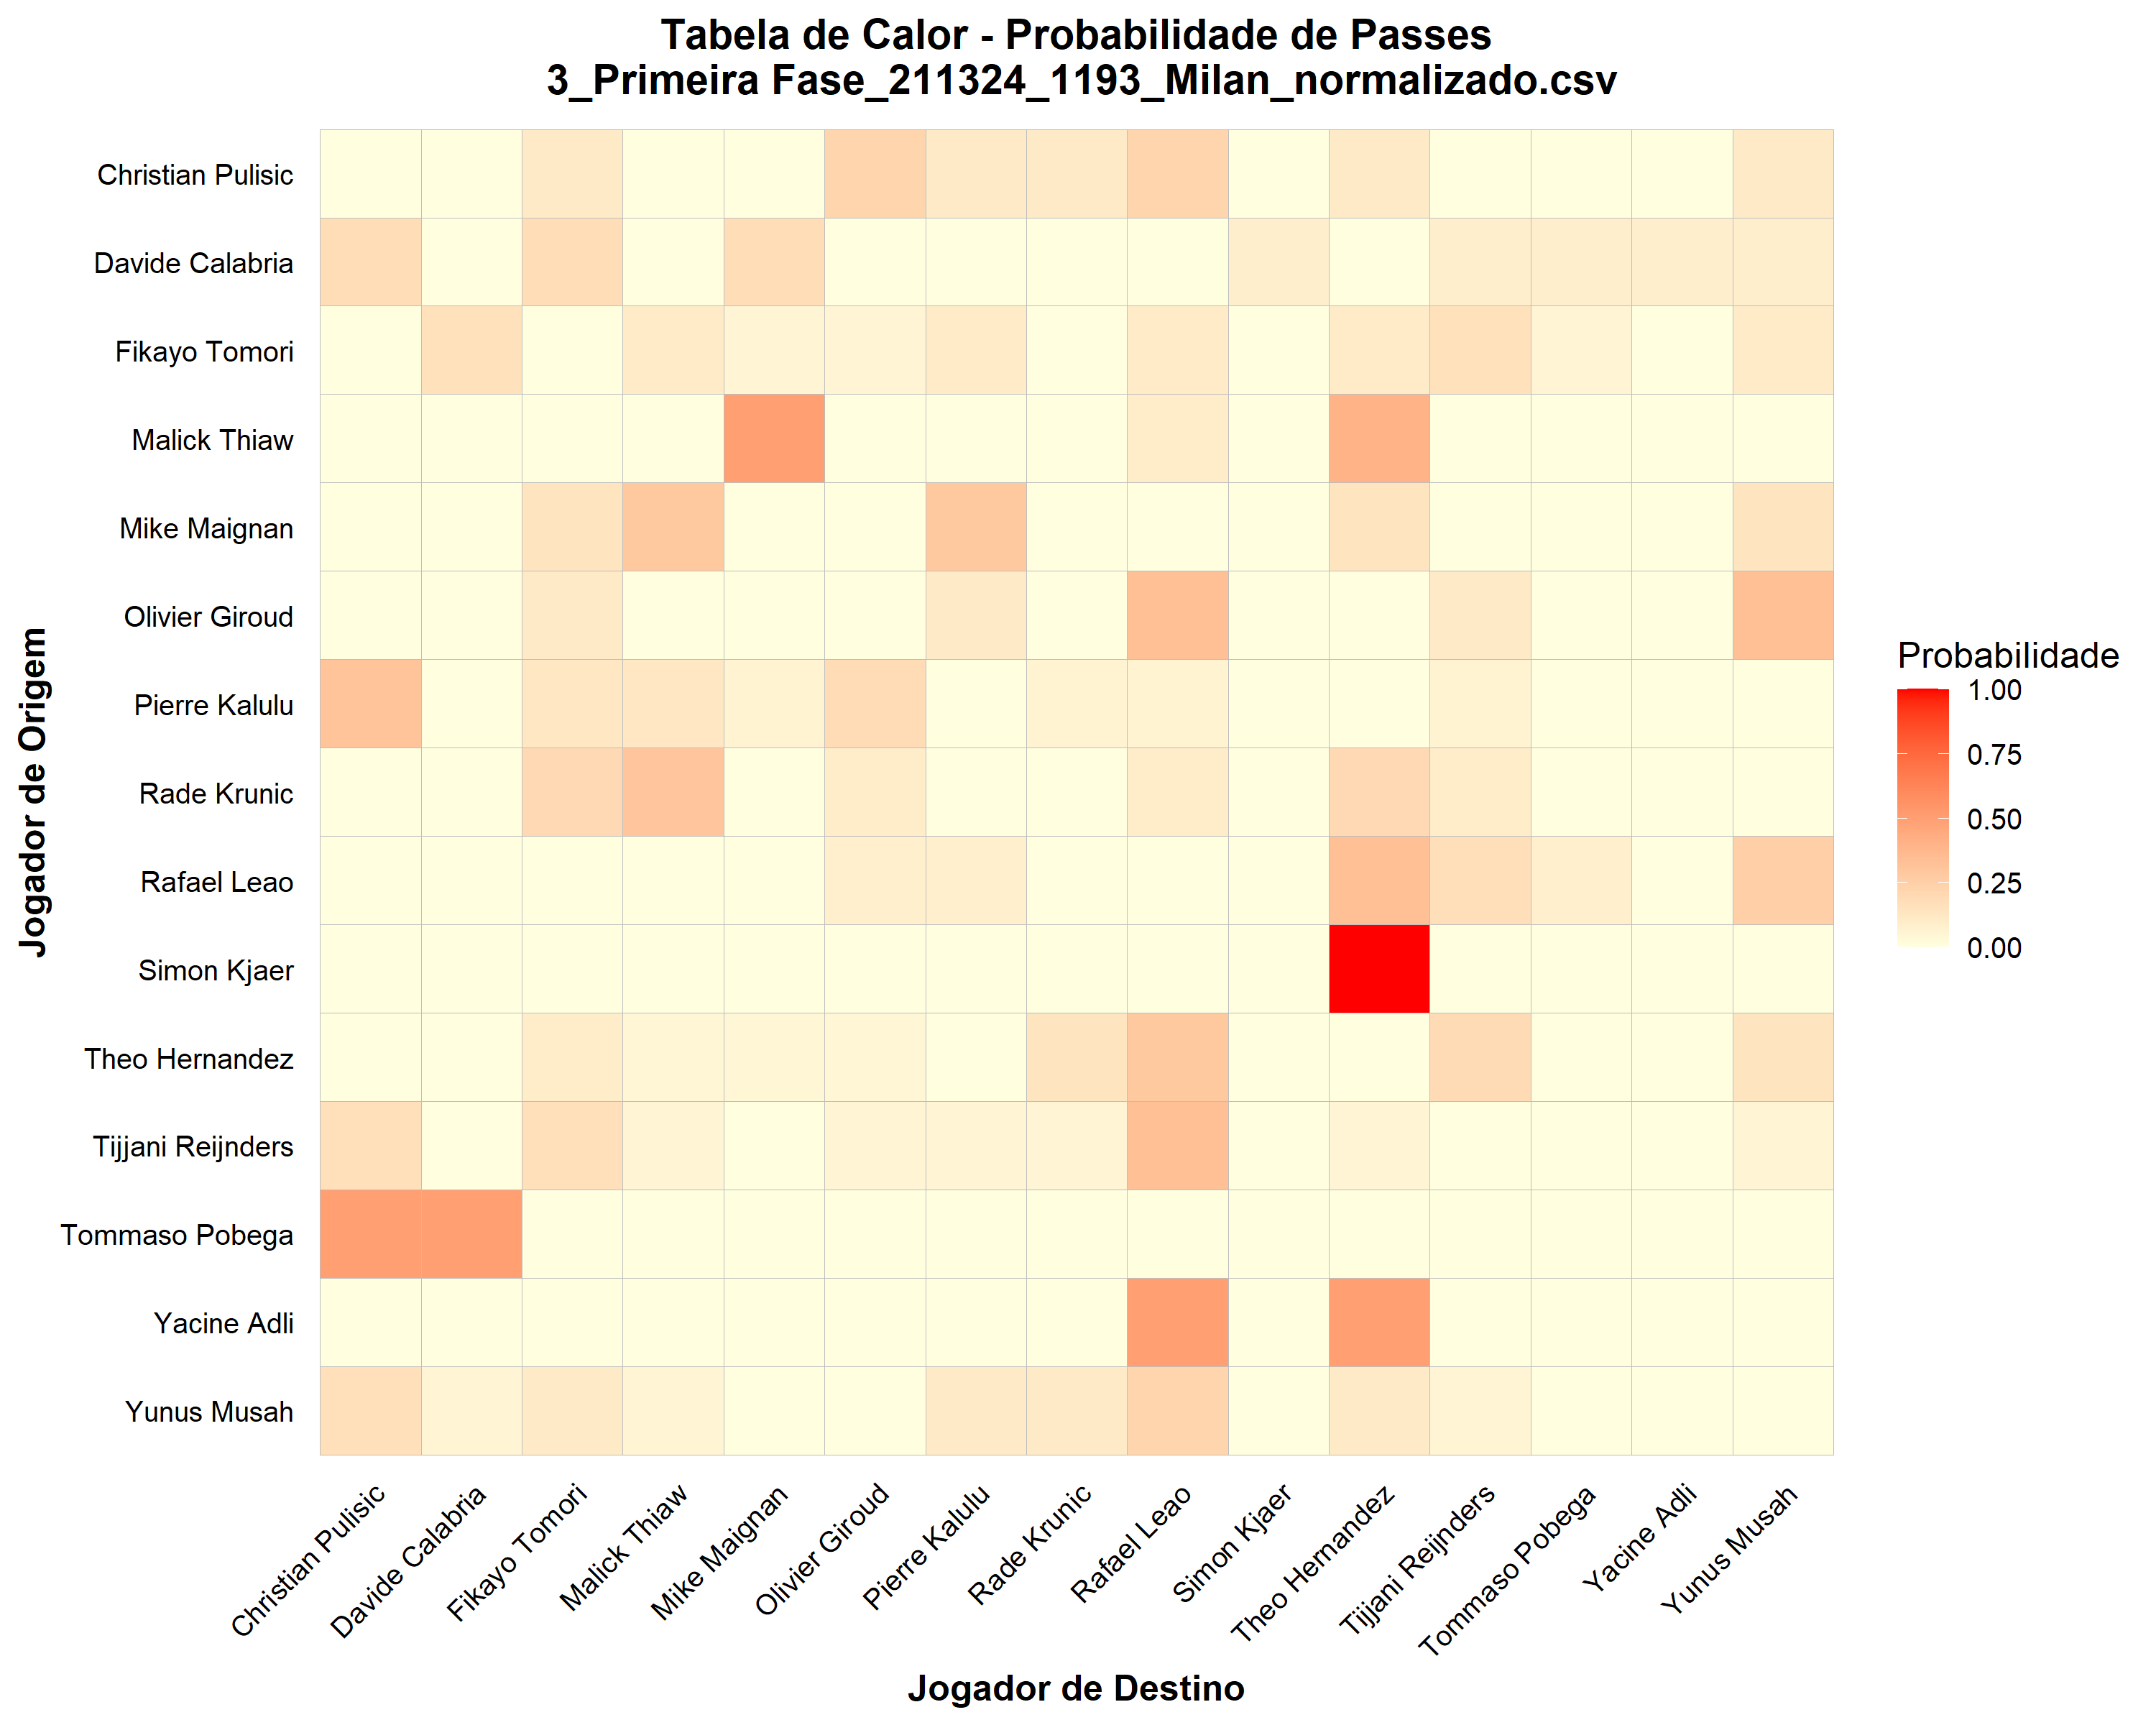 Tabela de Calor - Probabilidade de Passes
3_Primeira Fase_211324_1193_Milan_normalizado.csv
Jogador de Origem
Christian Pulisic
Davide Calabria
Fikayo Tomori
Malick Thiaw
Mike Maignan
Olivier Giroud
Pierre Kalulu
Rade Krunic
Rafael Leao
Simon Kjaer
Theo Hernandez
Tijjani Reijnders
Tommaso Pobega
Yacine Adli
Yunus Musah
Christian Pulisic
Davide Calabria
Fikayo Tomori
Malick Thiaw
Mike Maignan
Olivier Giroud
Pierre Kalulu
Rade Krunic
Rafael Leao
Simon Kjaer
Theo Hernandez
Tijjani Reijnders
Tommaso Pobega
Yacine Adli
Yunus Musah
Jogador de Destino
Probabilidade
1.00
0.75
0.50
0.25
0.00